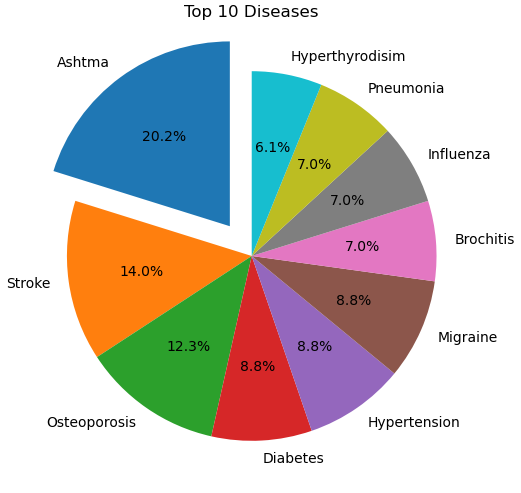 Top 10 Diseases
Ashtma
20.2%
Hyperthyrodisim
6.1%
Pneumonia
7.0%
Influenza
7.0%
Brochitis
7.0%
Migraine
8.8%
Hypertension
8.8%
Diabetes
8.8%
Osteoporosis
12.3%
Stroke
14.0%